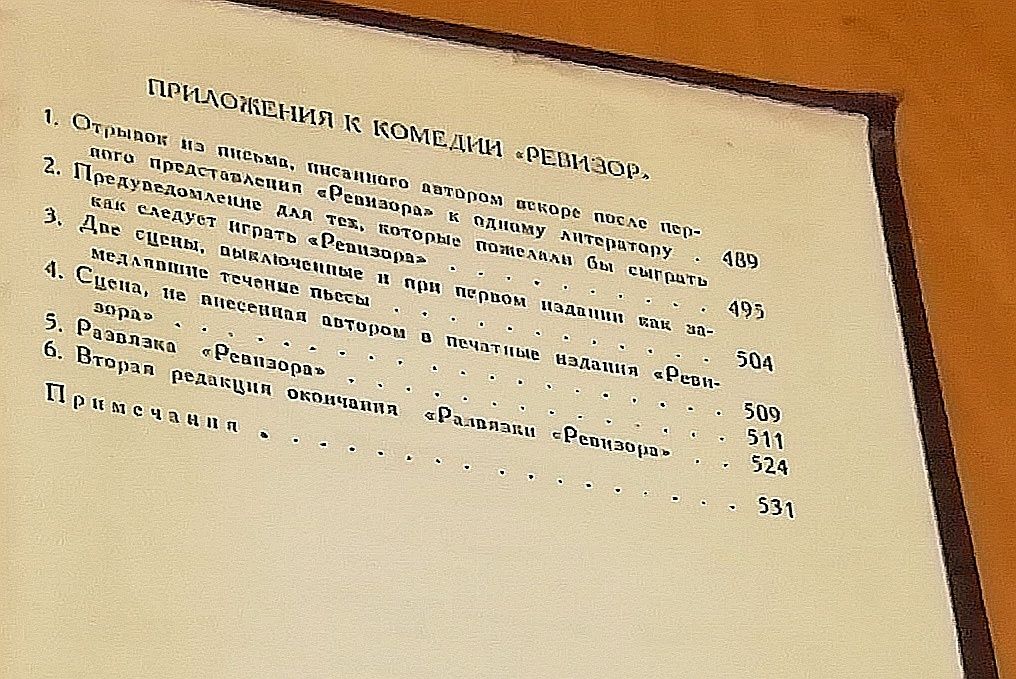 ПРИЛОЖЕНИЯ К КОМЕДИИ «РЕВИЗОР»
1. Отрывок из письма, писанного автором вскоре после пер-
вого представления «Ревизора» к одному литератору . 489
2. Предуведомление для тех, которые пожелали бы сыграть
как следует играть «Ревизора» . . . . . . . . . 495
3. Две сцены, выключенные и при первом издании как за-
медлявшие течение пьесы . . . . . . . . . . . . 504
4. Сцена, не внесенная автором в печатные издания «Реви-
зора» . . . . . . . . . . . . . . . . . . . 509
5. Развязка «Ревизора» . . . . . . . . . . . . . 511
6. Вторая редакция окончания «Развязки «Ревизора» . . 524
Примечания . . . . . . . . . . . . . . . . . 531